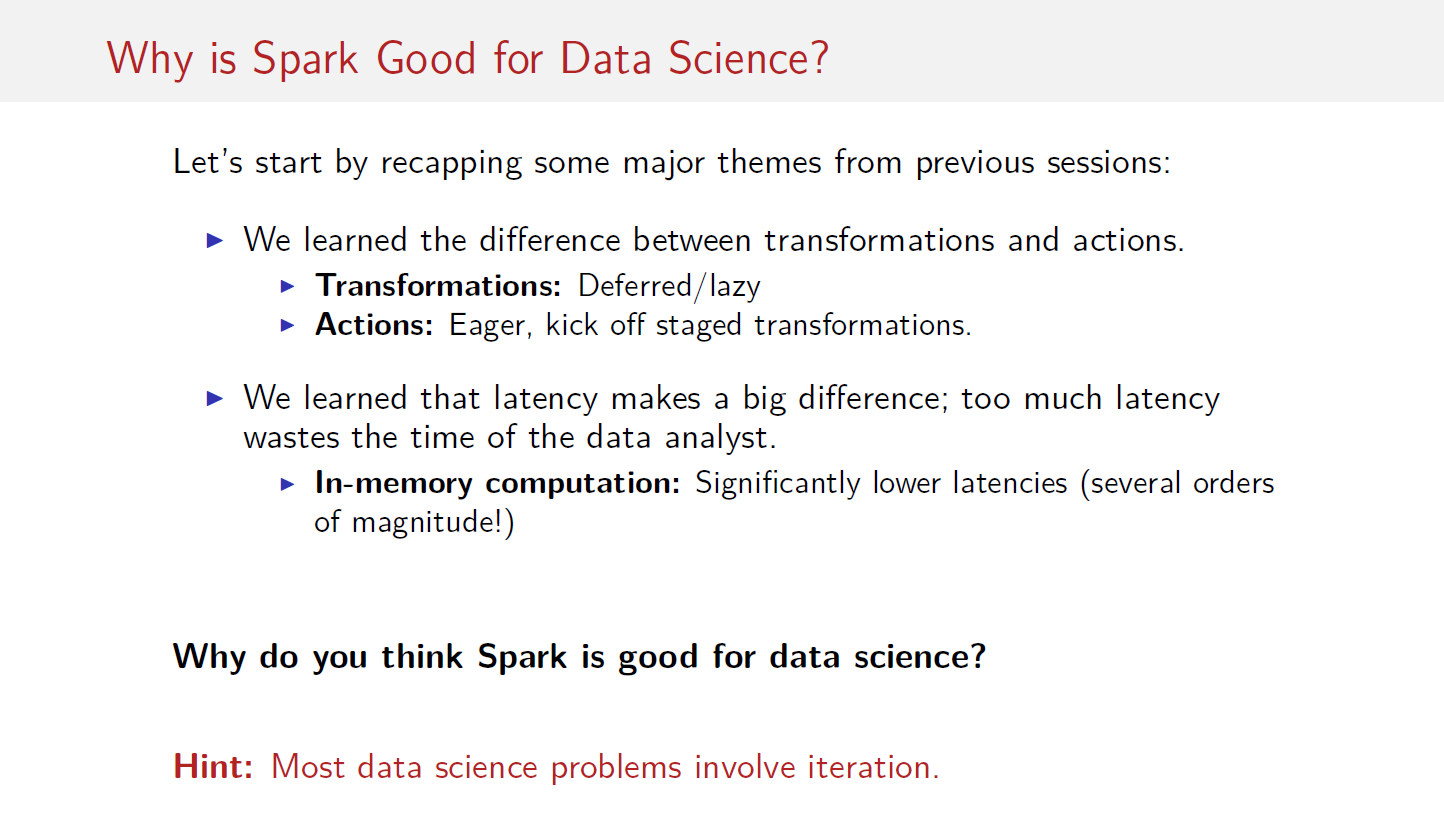 Why is Spark Good for Data Science?
Let's start by recapping some major themes from previous sessions:
We learned the difference between transformations and actions.
Transformations: Deferred/lazy
Actions: Eager, kick off staged transformations.
We learned that latency makes a big difference; too much latency
wastes the time of the data analyst.
In-memory computation: Significantly lower latencies (several orders
of magnitude!)
Why do you think Spark is good for data science?
Hint: Most data science problems involve iteration.